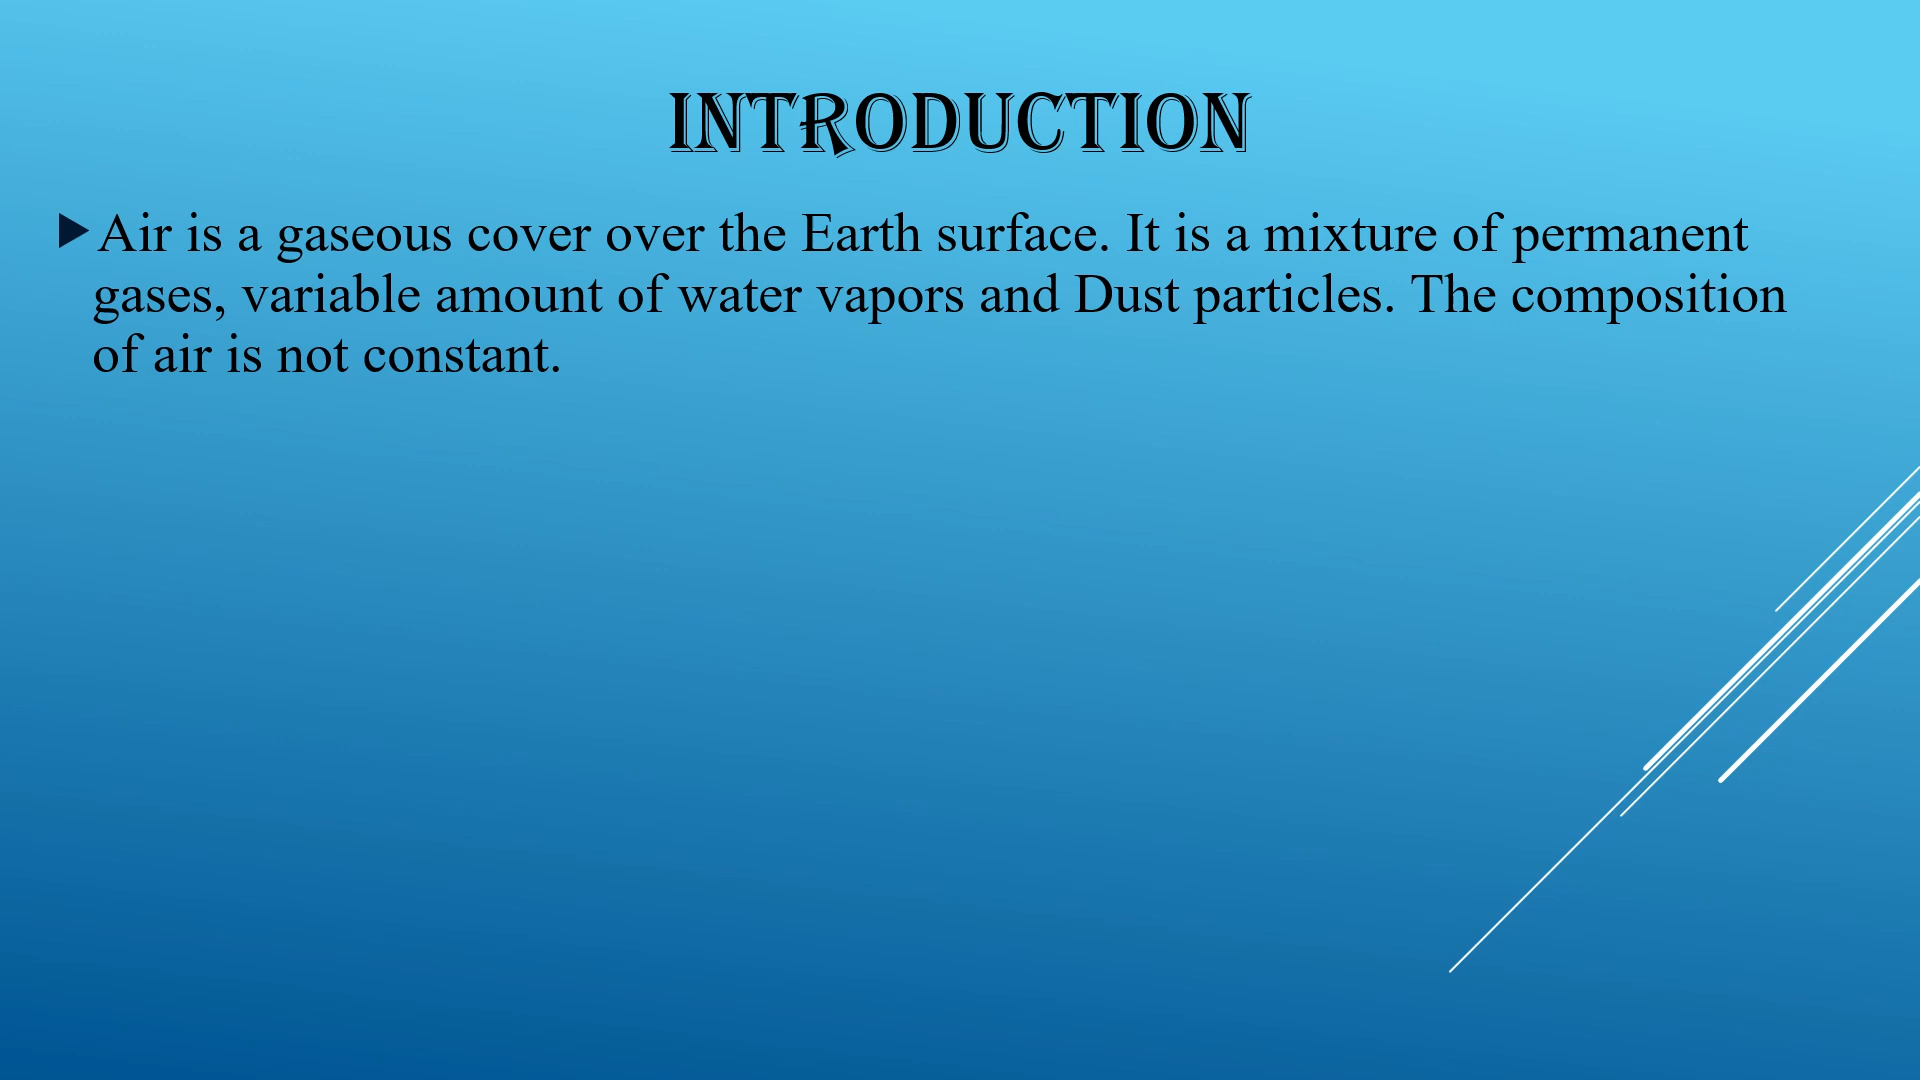 INTRODUCTION
Air is a gaseous cover over the Earth surface. It is a mixture of permanent
gases, variable amount of water vapors and Dust particles. The composition
of air is not constant.